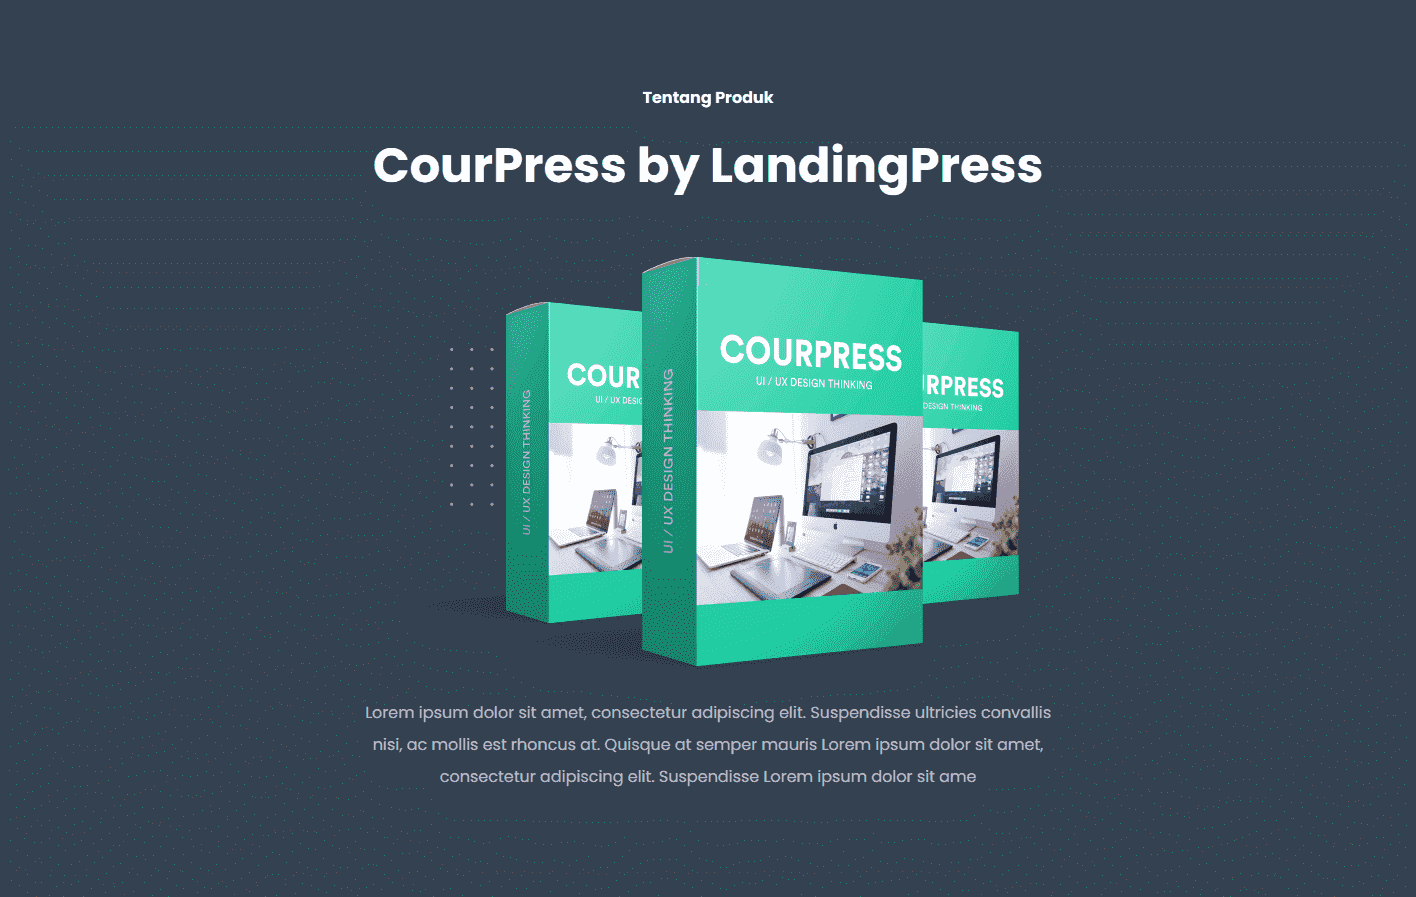 Tentang Produk
CourPress by LandingPress
COURPRESS
UI / UX DESIGN THINKING
UI / UX DESIGN THINKING
COUR
UI / UX DESIG
UI / UX DESIGN THINKING
RPRESS
DESIGN THINKING
Lorem ipsum dolor sit amet, consectetur adipiscing elit. Suspendisse ultricies convallis
nisi, ac mollis est rhoncus at. Quisque at semper mauris Lorem ipsum dolor sit amet,
consectetur adipiscing elit. Suspendisse Lorem ipsum dolor sit ame